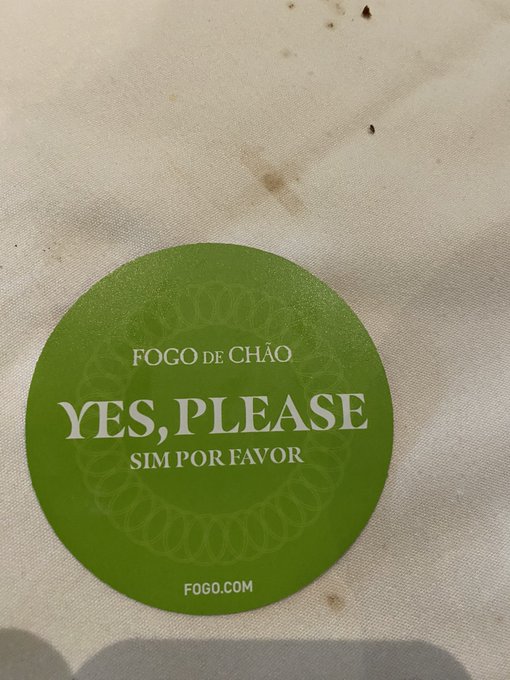 FOGO DE CHÃO
YES, PLEASE
SIM POR FAVOR
FOGO.COM